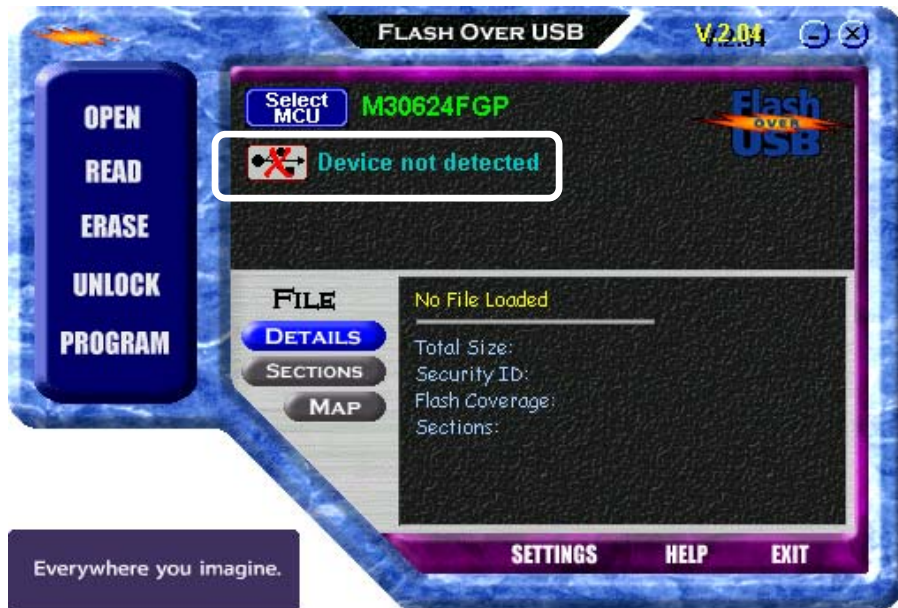 FLASH OVER USB
V.2.04
OPEN
READ
ERASE
UNLOCK
PROGRAM
Select
MCU
M30624FGP
Flash
OVER
USB
Device not detected
FILE
DETAILS
SECTIONS
MAP
No File Loaded
Total Size:
Security ID:
Flash Coverage:
Sections:
SETTINGS HELP EXIT
Everywhere you imagine.